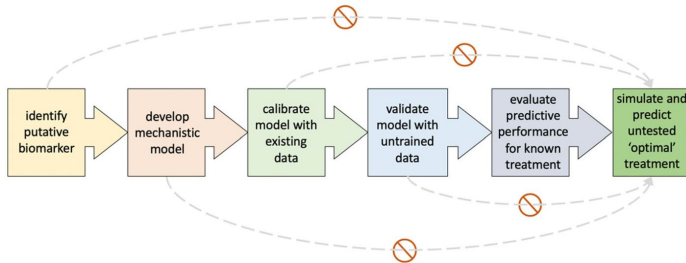 identify
putative
biomarker
develop
mechanistic
model
calibrate
model with
existing
data
validate
model with
untrained
data
evaluate
predictive
performance
for known
treatment
simulate and
predict
untested
‘optimal’
treatment